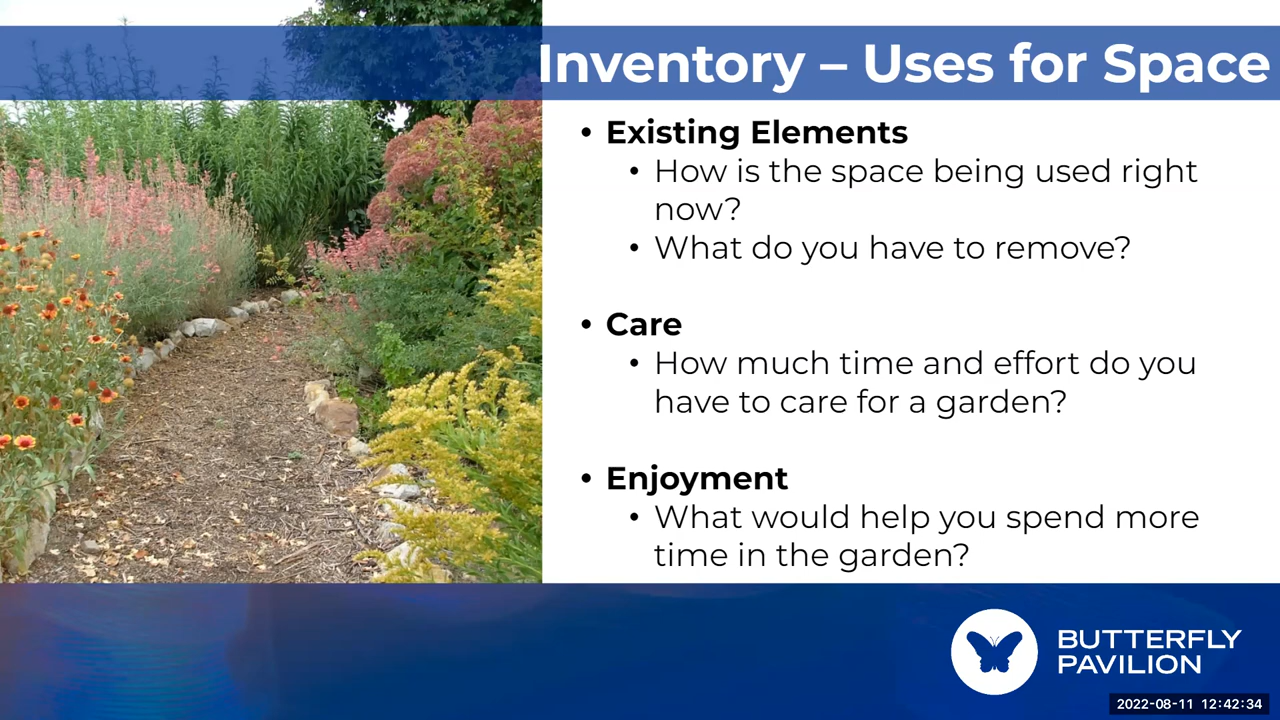 Inventory – Uses for Space
• Existing Elements
• How is the space being used right
now?
• What do you have to remove?
• Care
• How much time and effort do you
have to care for a garden?
• Enjoyment
• What would help you spend more
time in the garden?
BUTTERFLY
PAVILION
2022-08-11 12:42:34